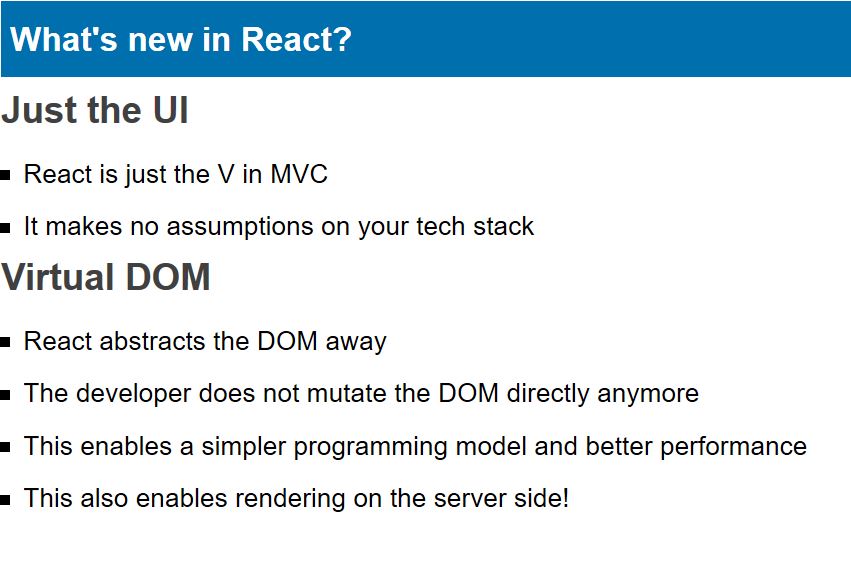 What's new in React?
Just the UI
React is just the V in MVC
It makes no assumptions on your tech stack
Virtual DOM
React abstracts the DOM away
The developer does not mutate the DOM directly anymore
This enables a simpler programming model and better performance
This also enables rendering on the server side!